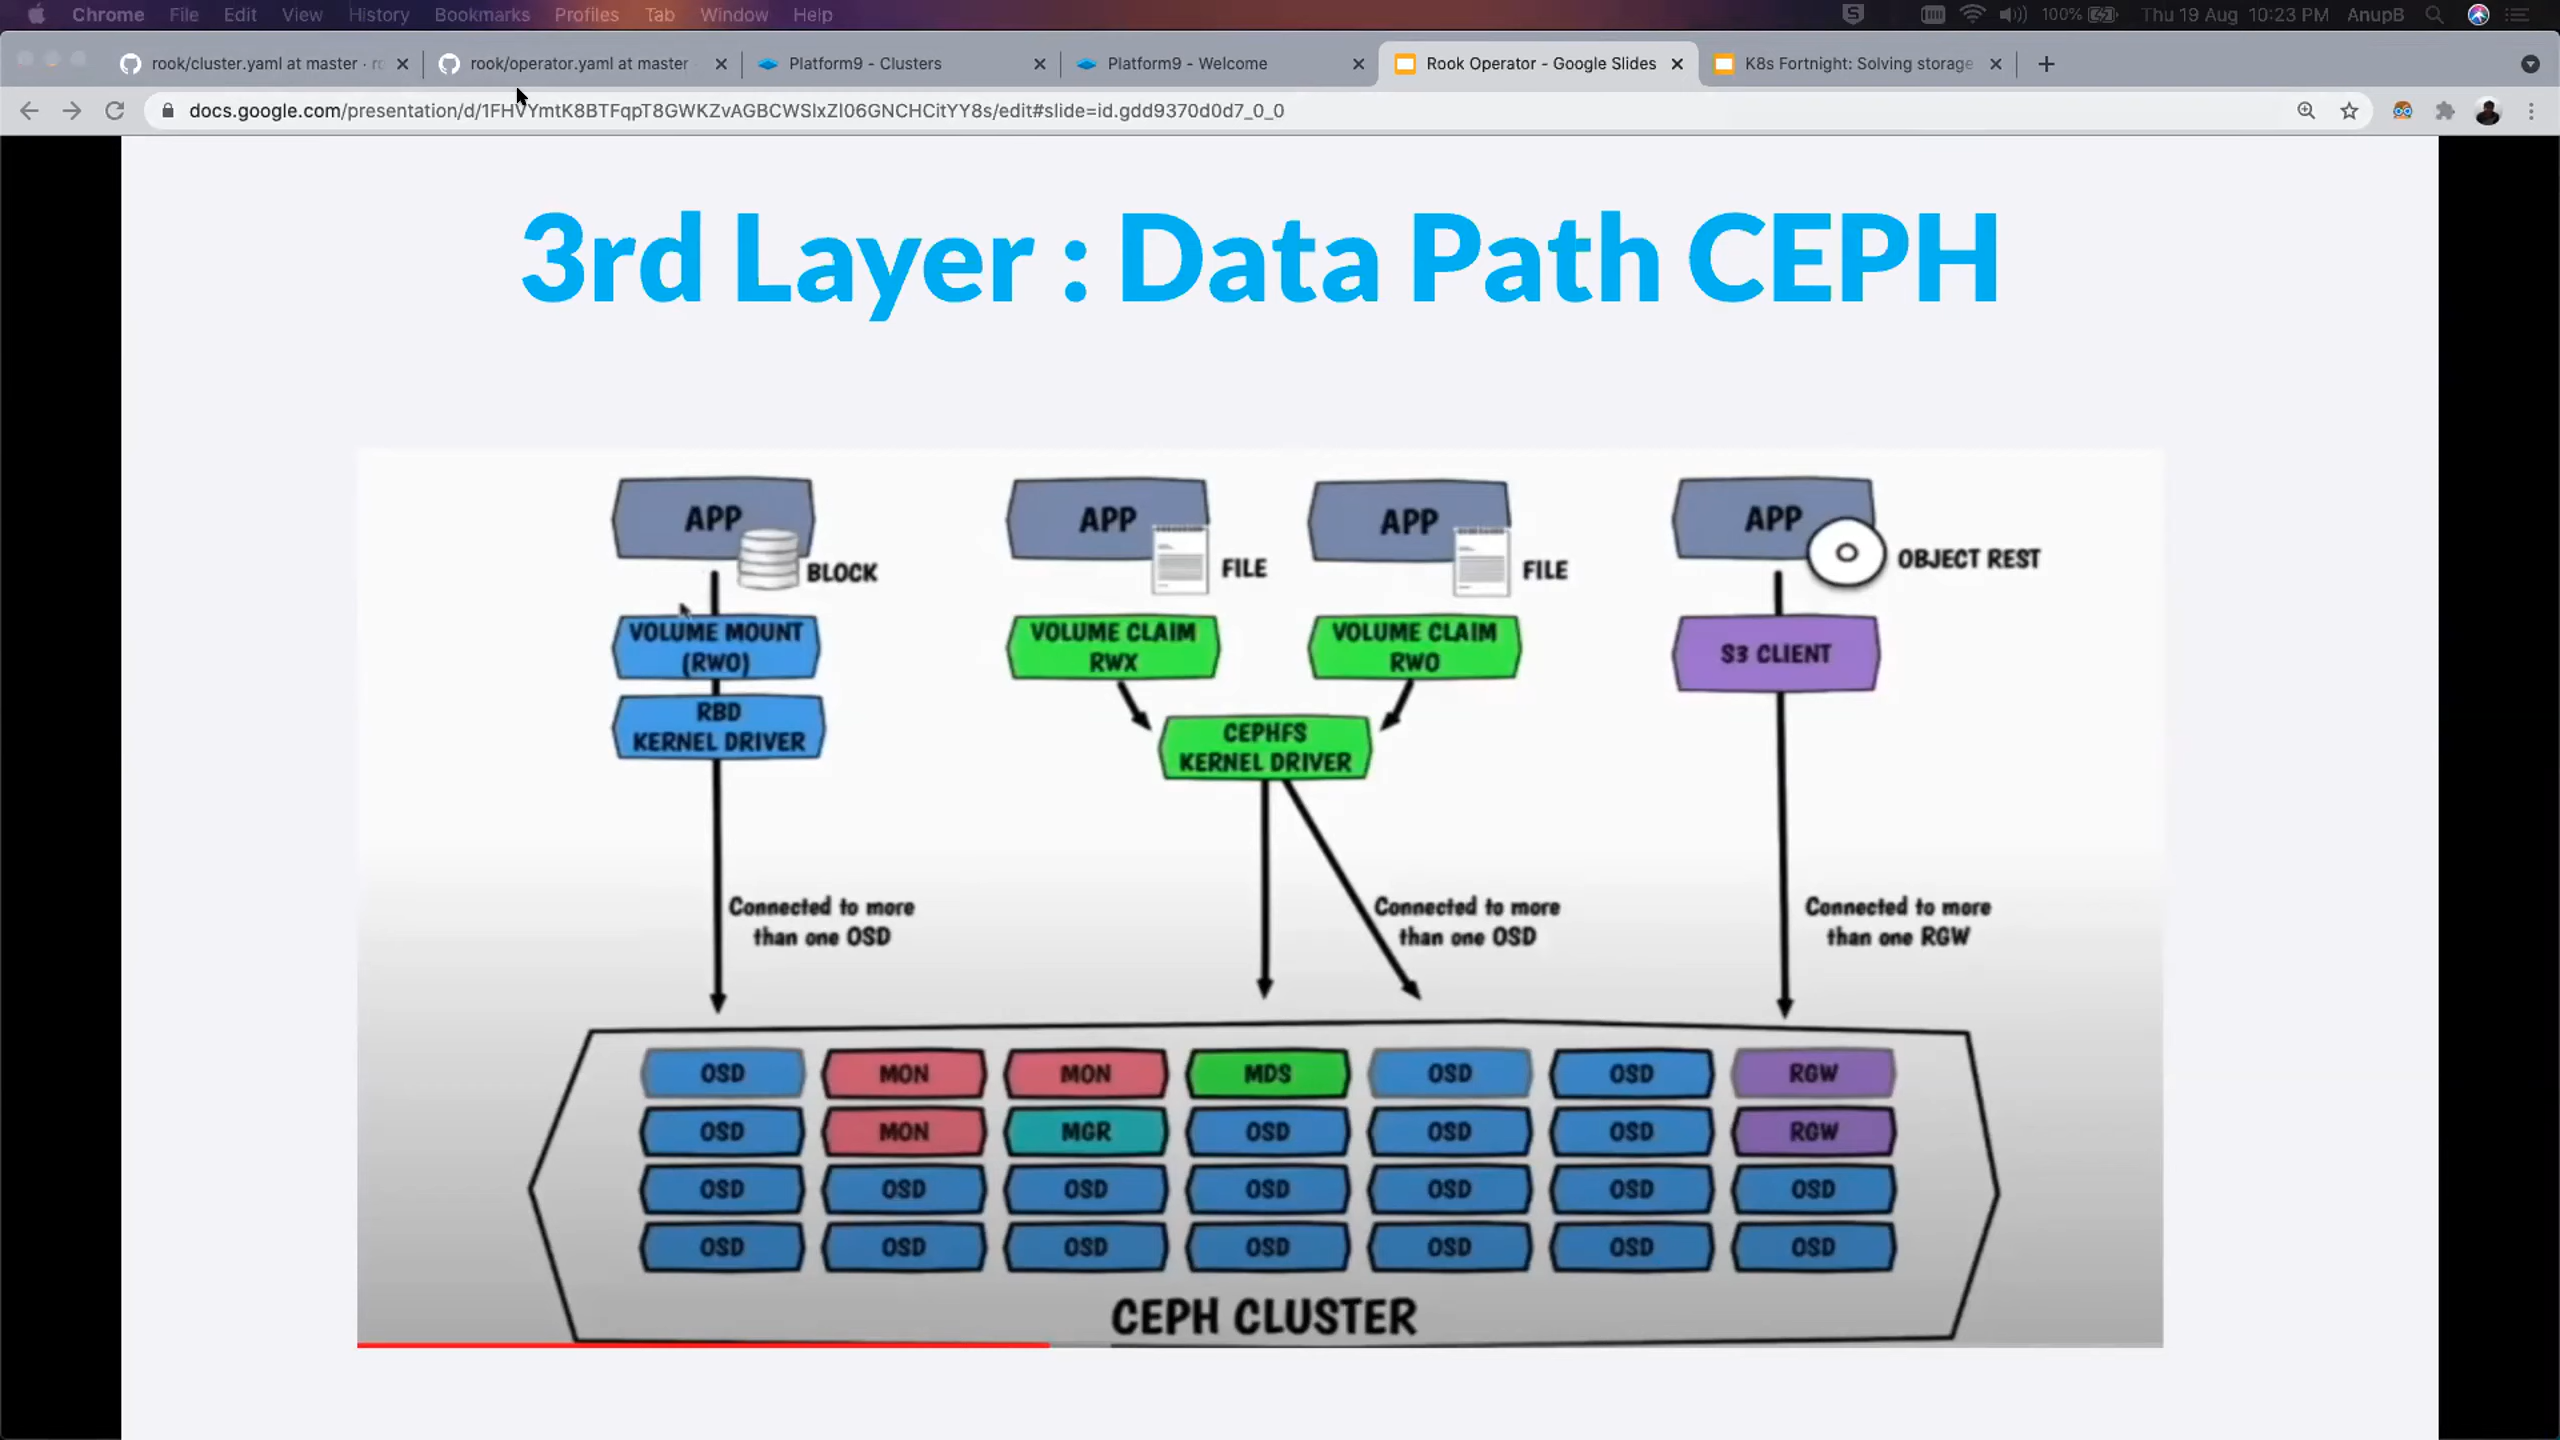 Chrome File Edit View History Bookmarks Profiles Tab Window Help 100% Thu 19 Aug 10:23 PM AnupB
rook/cluster.yaml at master · ro
rook/operator.yaml at master
Platform9 - Clusters
Platform9 - Welcome
Rook Operator - Google Slides
K8s Fortnight: Solving storage
docs.google.com/presentation/d/1FHVYmtK8BTFqpT8GWKZvAGBCWSlxZI06GNCHCitYY8s/edit#slide=id.gdd9370d0d7_0_0
3rd Layer : Data Path CEPH
APP APP APP APP
BLOCK FILE FILE OBJECT REST
VOLUME MOUNT
(RWO)
VOLUME CLAIM
RWX
VOLUME CLAIM
RWO
S3 CLIENT
RBD
KERNEL DRIVER
CEPHFS
KERNEL DRIVER
Connected to more
than one OSD
Connected to more
than one OSD
Connected to more
than one RGW
OSD MON MON MDS OSD OSD RGW
OSD MON MGR OSD OSD OSD RGW
OSD OSD OSD OSD OSD OSD OSD
OSD OSD OSD OSD OSD OSD OSD
CEPH CLUSTER